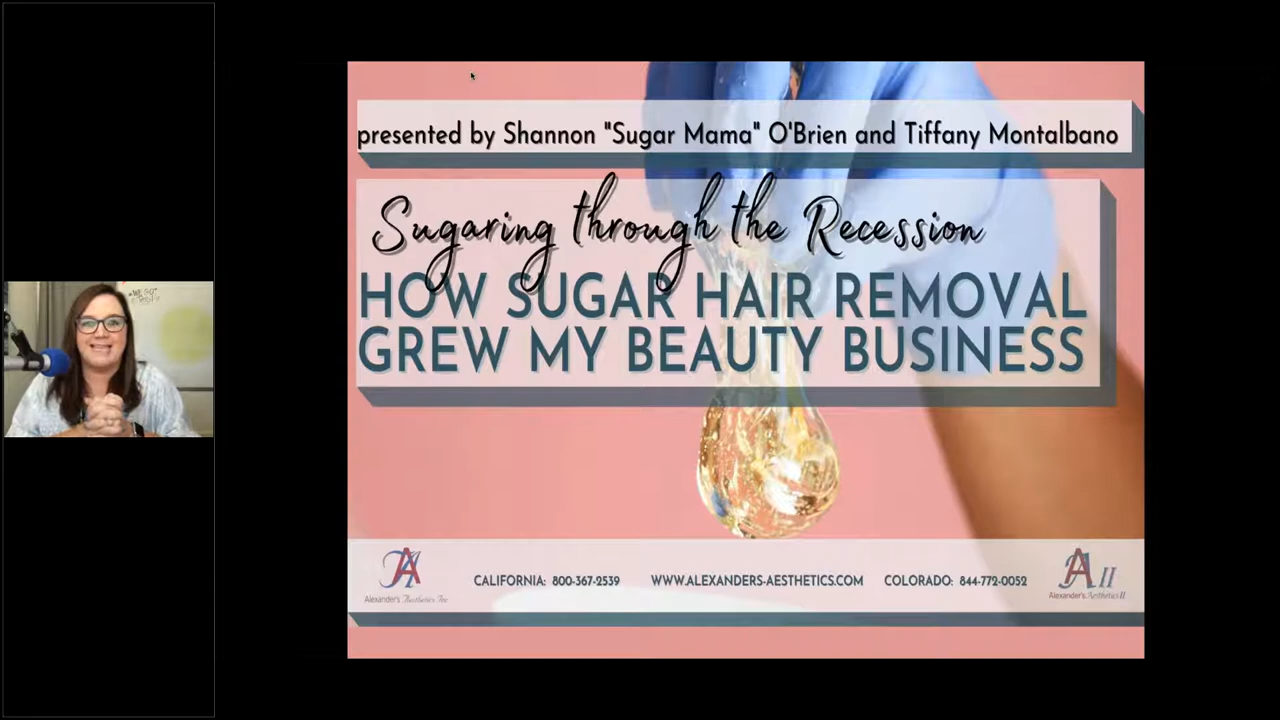 presented by Shannon "Sugar Mama" O'Brien and Tiffany Montalbano
Sugaring through the Recession
HOW SUGAR HAIR REMOVAL
GREW MY BEAUTY BUSINESS
CALIFORNIA: 800-367-2539
WWW.ALEXANDERS-AESTHETICS.COM
COLORADO: 844-772-0052
Alexander's Aesthetics Inc
A II
Alexander's Aesthetics II